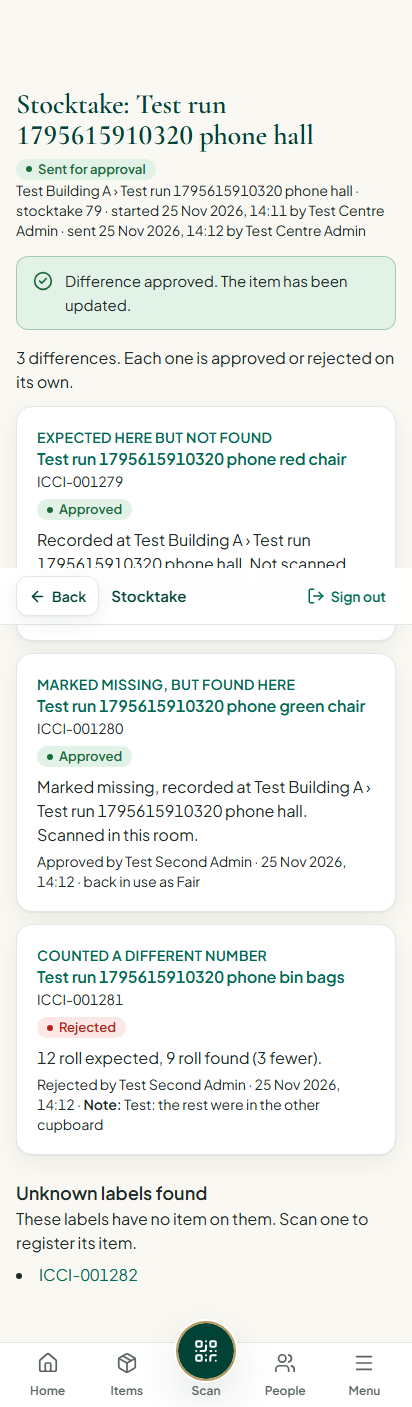 Stocktake: Test run
1795615910320 phone hall
Sent for approval
Test Building A › Test run 1795615910320 phone hall ·
stocktake 79 · started 25 Nov 2026, 14:11 by Test Centre
Admin · sent 25 Nov 2026, 14:12 by Test Centre Admin
Difference approved. The item has been
updated.
3 differences. Each one is approved or rejected on
its own.
EXPECTED HERE BUT NOT FOUND
Test run 1795615910320 phone red chair
ICCI-001279
Approved
Recorded at Test Building A › Test run
1795615910320 phone hall. Not scanned
Back
Stocktake
Sign out
MARKED MISSING, BUT FOUND HERE
Test run 1795615910320 phone green chair
ICCI-001280
Approved
Marked missing, recorded at Test Building A ›
Test run 1795615910320 phone hall.
Scanned in this room.
Approved by Test Second Admin · 25 Nov 2026,
14:12 · back in use as Fair
COUNTED A DIFFERENT NUMBER
Test run 1795615910320 phone bin bags
ICCI-001281
Rejected
12 roll expected, 9 roll found (3 fewer).
Rejected by Test Second Admin · 25 Nov 2026,
14:12 · Note: Test: the rest were in the other
cupboard
Unknown labels found
These labels have no item on them. Scan one to
register its item.
• ICCI-001282
Home
Items
Scan
People
Menu